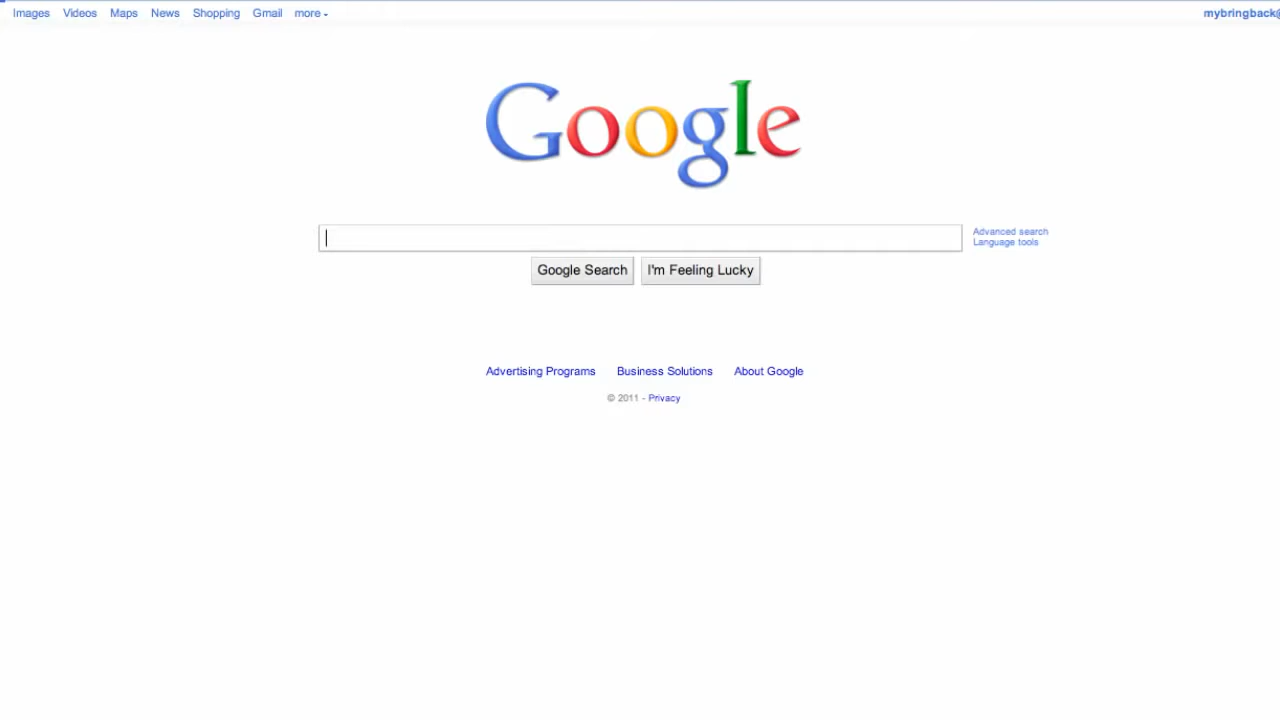 Images Videos Maps News Shopping Gmail more
mybringback@
Google
Advanced search
Language tools
Google Search I'm Feeling Lucky
Advertising Programs Business Solutions About Google
© 2011 - Privacy